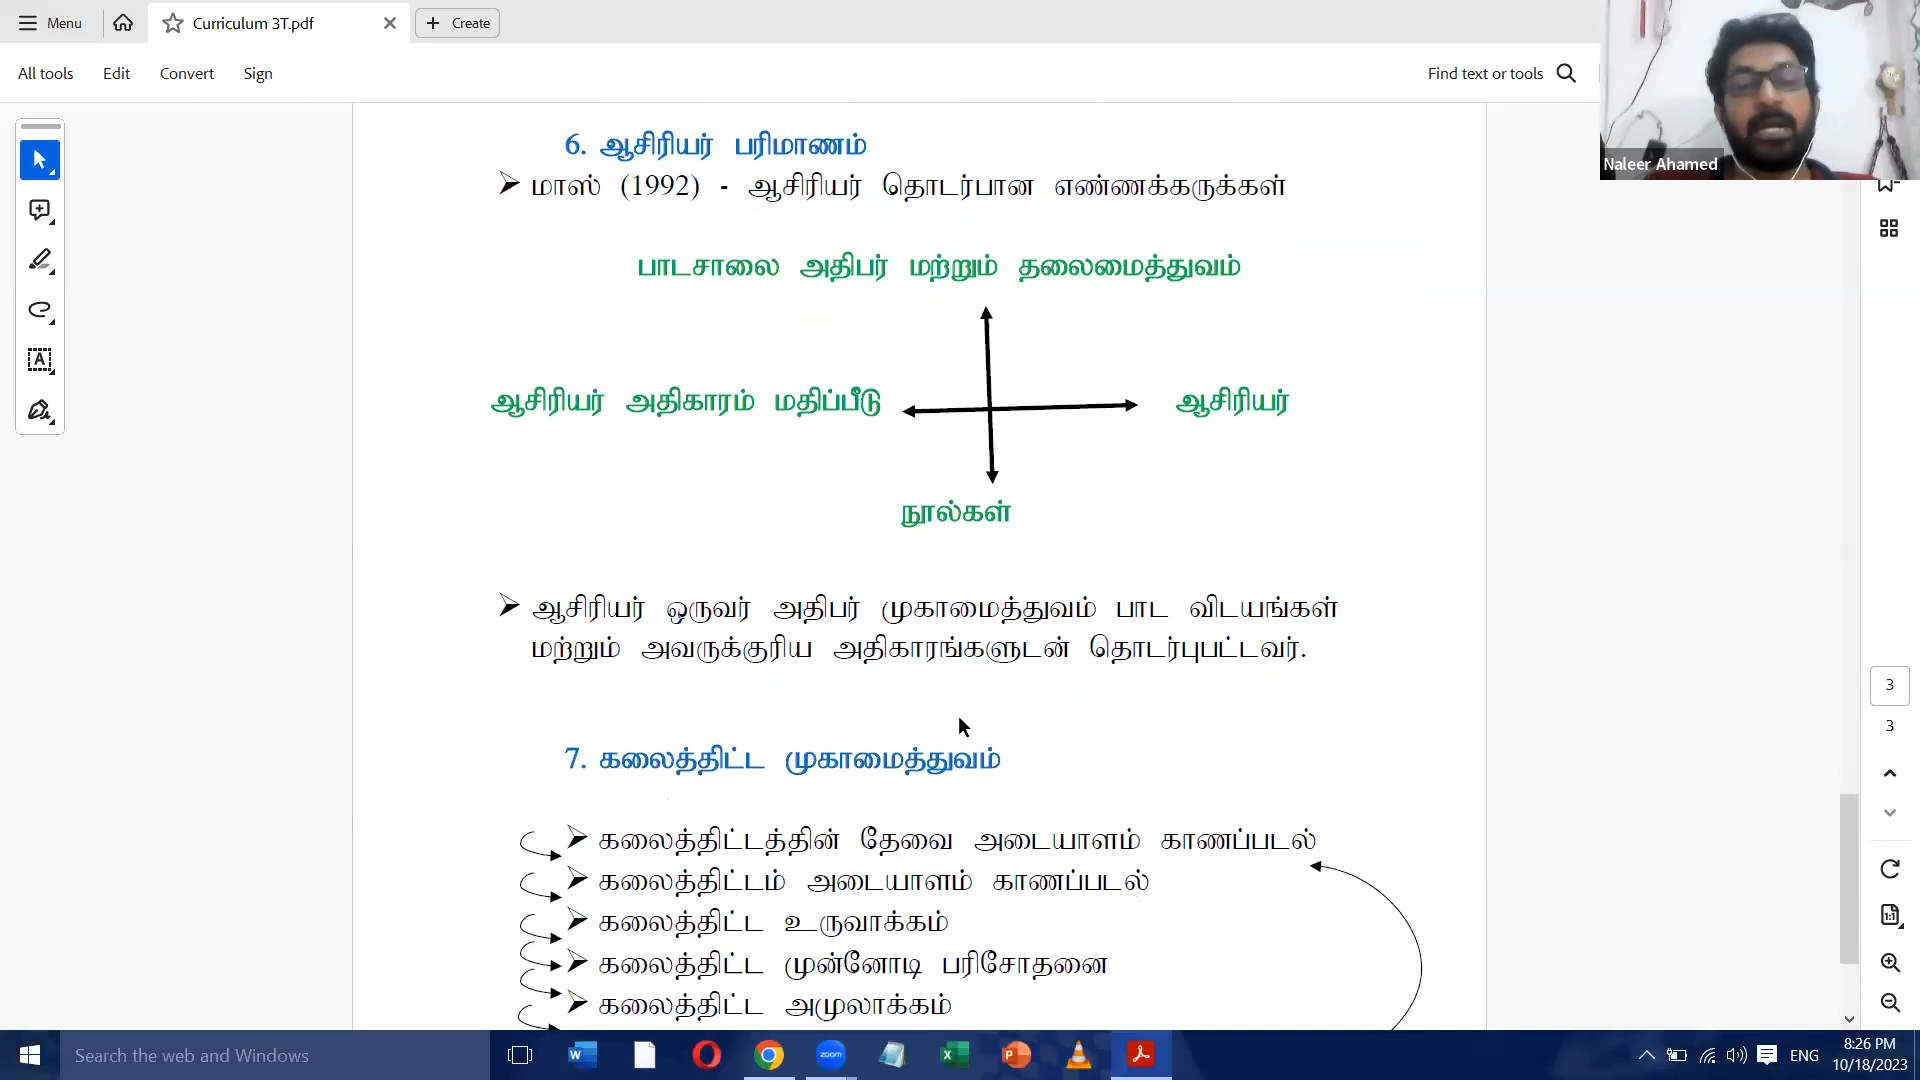 Menu
Curriculum 3T.pdf
Create
All tools
Edit
Convert
Sign
Find text or tools
Naleer Ahamed
6. ஆசிரியர் பரிமாணம்
மாஸ் (1992) - ஆசிரியர் தொடர்பான எண்ணக்கருக்கள்
பாடசாலை அதிபர் மற்றும் தலைமைத்துவம்
ஆசிரியர் அதிகாரம் மதிப்பீடு
ஆசிரியர்
நூல்கள்
ஆசிரியர் ஒருவர் அதிபர் முகாமைத்துவம் பாட விடயங்கள்
மற்றும் அவருக்குரிய அதிகாரங்களுடன் தொடர்புபட்டவர்.
7. கலைத்திட்ட முகாமைத்துவம்
கலைத்திட்டத்தின் தேவை அடையாளம் காணப்படல்
கலைத்திட்டம் அடையாளம் காணப்படல்
கலைத்திட்ட உருவாக்கம்
கலைத்திட்ட முன்னோடி பரிசோதனை
கலைத்திட்ட அமுலாக்கம்
3
3
Search the web and Windows
zoom
ENG
8:26 PM
10/18/2023